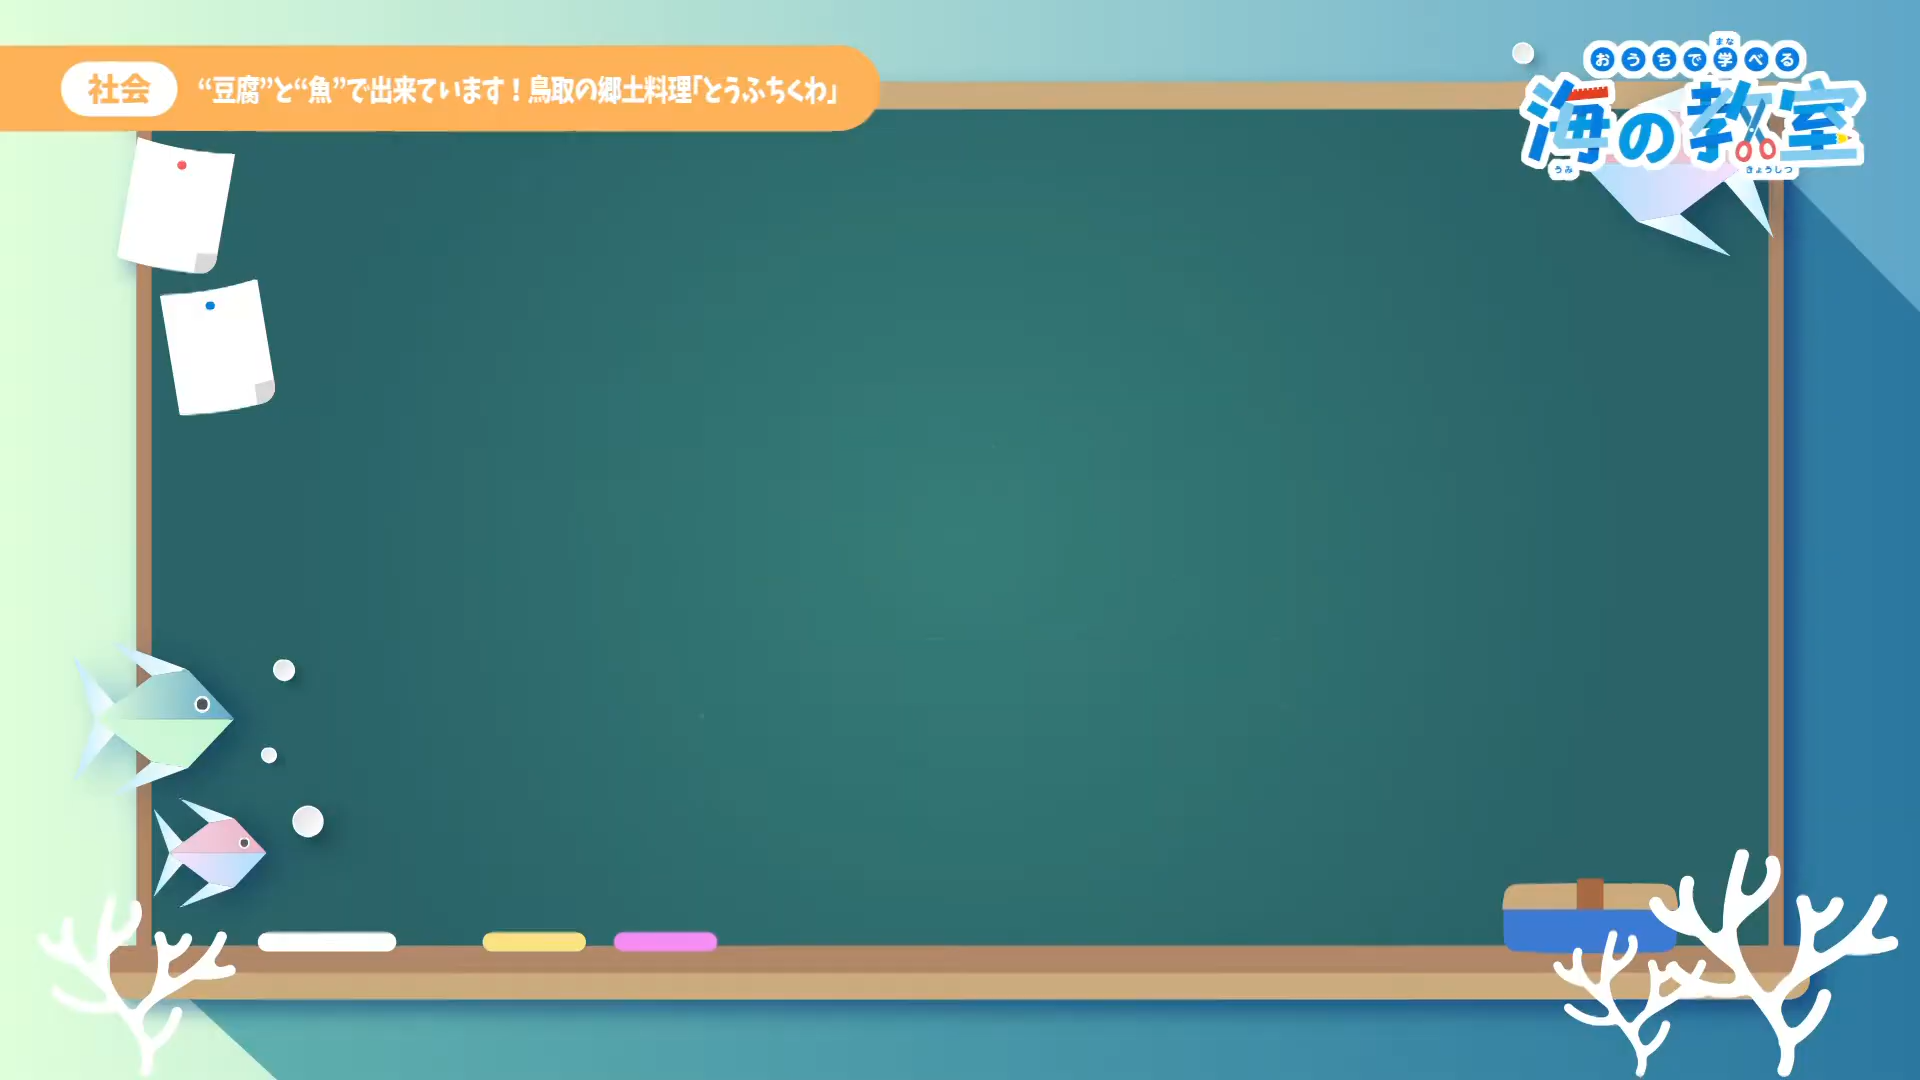 社会
“豆腐”と“魚”で出来ています！鳥取の郷土料理「とうふちくわ」
おうちで学べる
まな
海の教室
うみ
きょうしつ